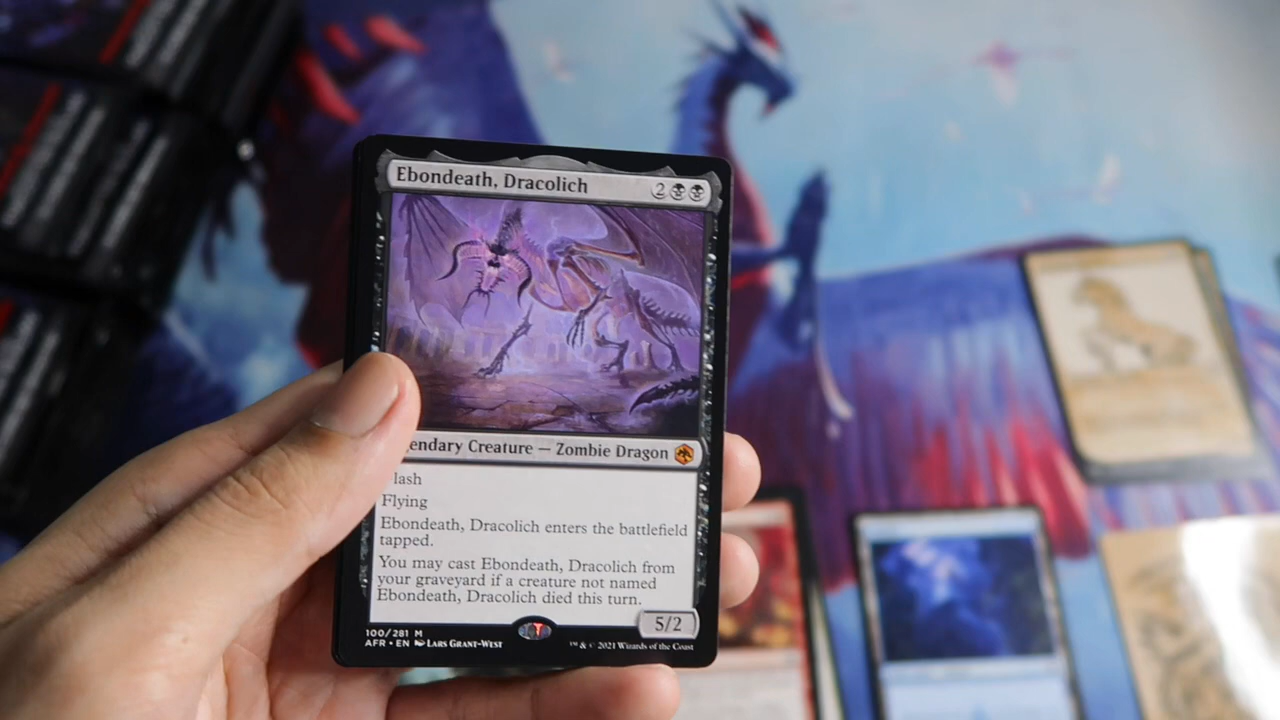 Ebondeath, Dracolich 2
endary Creature — Zombie Dragon
lash
Flying
Ebondeath, Dracolich enters the battlefield
tapped.
You may cast Ebondeath, Dracolich from
your graveyard if a creature not named
Ebondeath, Dracolich died this turn.
5/2
100/281 M
AFR • EN Lars Grant-West
™ & © 2021 Wizards of the Coast